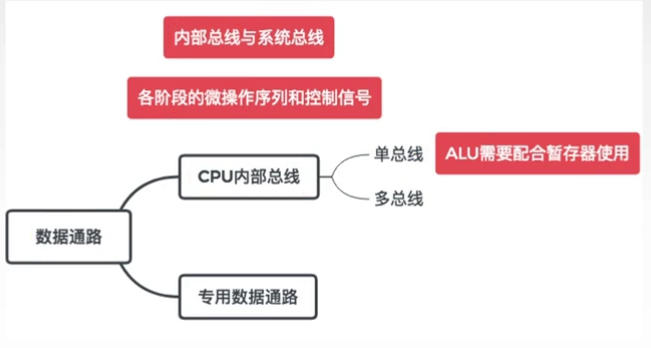 内部总线与系统总线
各阶段的微操作序列和控制信号
单总线
ALU需要配合暂存器使用
CPU内部总线
多总线
数据通路
专用数据通路